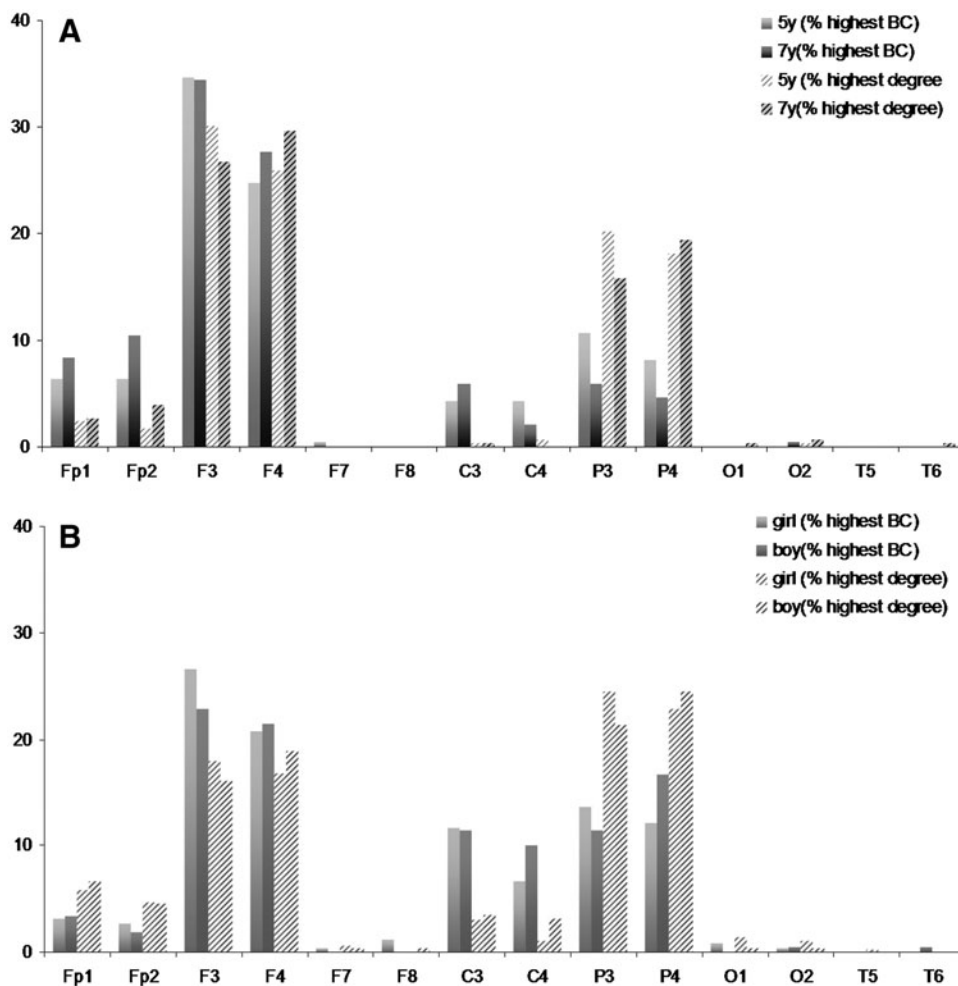 A
5y (% highest BC)
7y(% highest BC)
5y (% highest degree
7y(% highest degree)
40
30
20
10
0
Fp1 Fp2 F3 F4 F7 F8 C3 C4 P3 P4 O1 O2 T5 T6
B
girl (% highest BC)
boy(% highest BC)
girl (% highest degree)
boy(% highest degree)
40
30
20
10
0
Fp1 Fp2 F3 F4 F7 F8 C3 C4 P3 P4 O1 O2 T5 T6